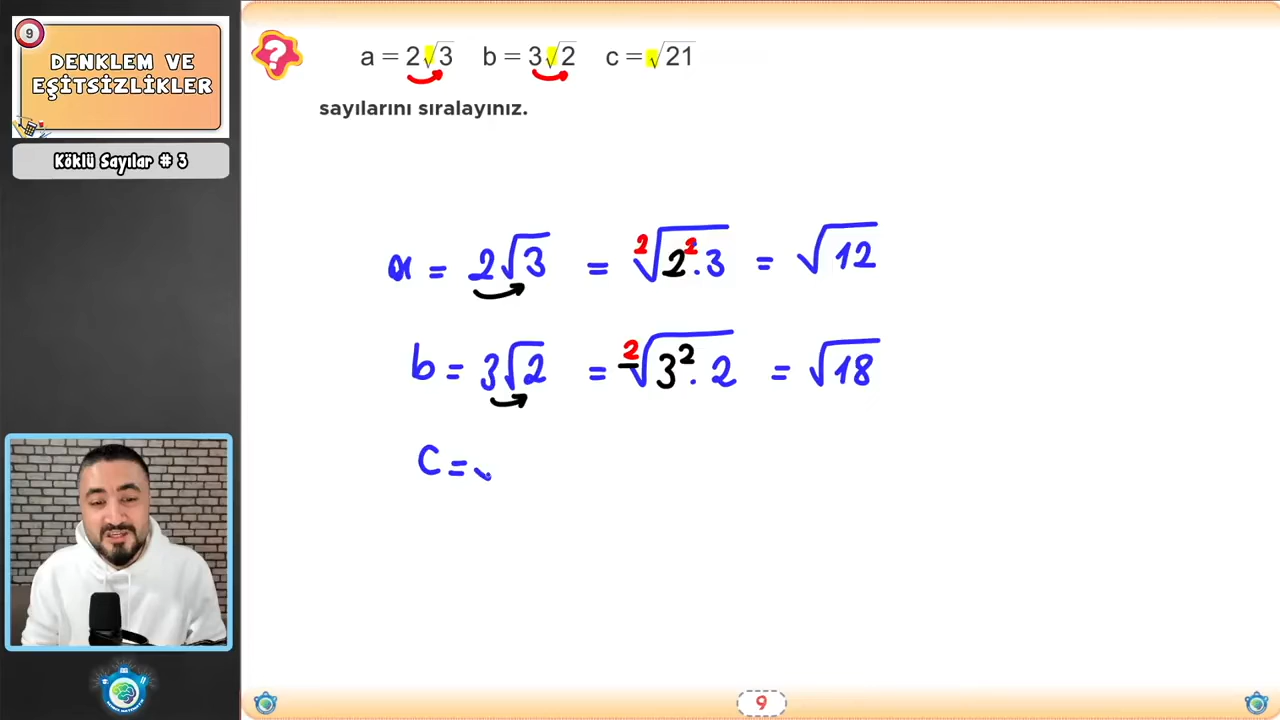 9
DENKLEM VE
EŞİTSİZLİKLER
Köklü Sayılar # 3
?
a = 2√3 b = 3√2 c = √21
sayılarını sıralayınız.
a = 2√3 = ²√2².3 = √12
b = 3√2 = ²√3².2 = √18
c =
9